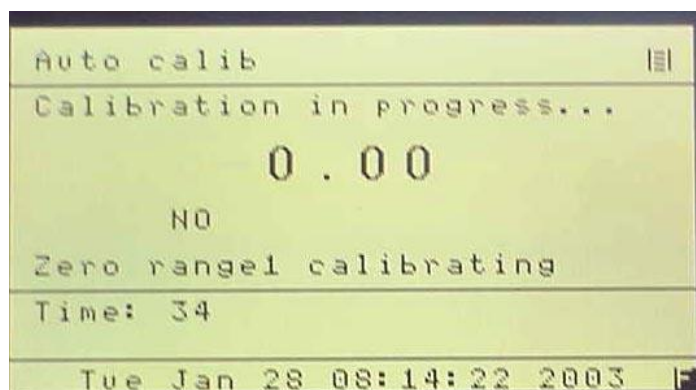 Auto calib
Calibration in progress...
0.00
NO
Zero range1 calibrating
Time: 34
Tue Jan 28 08:14:22 2003